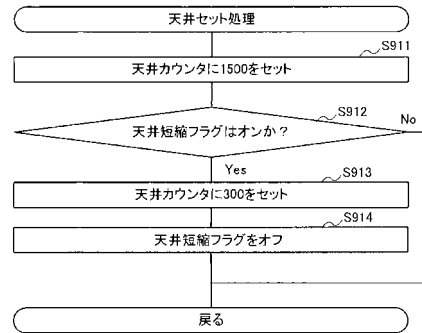 天井セット処理
S911
天井カウンタに1500をセット
S912
天井短縮フラグはオンか？
No
Yes
S913
天井カウンタに300をセット
S914
天井短縮フラグをオフ
戻る